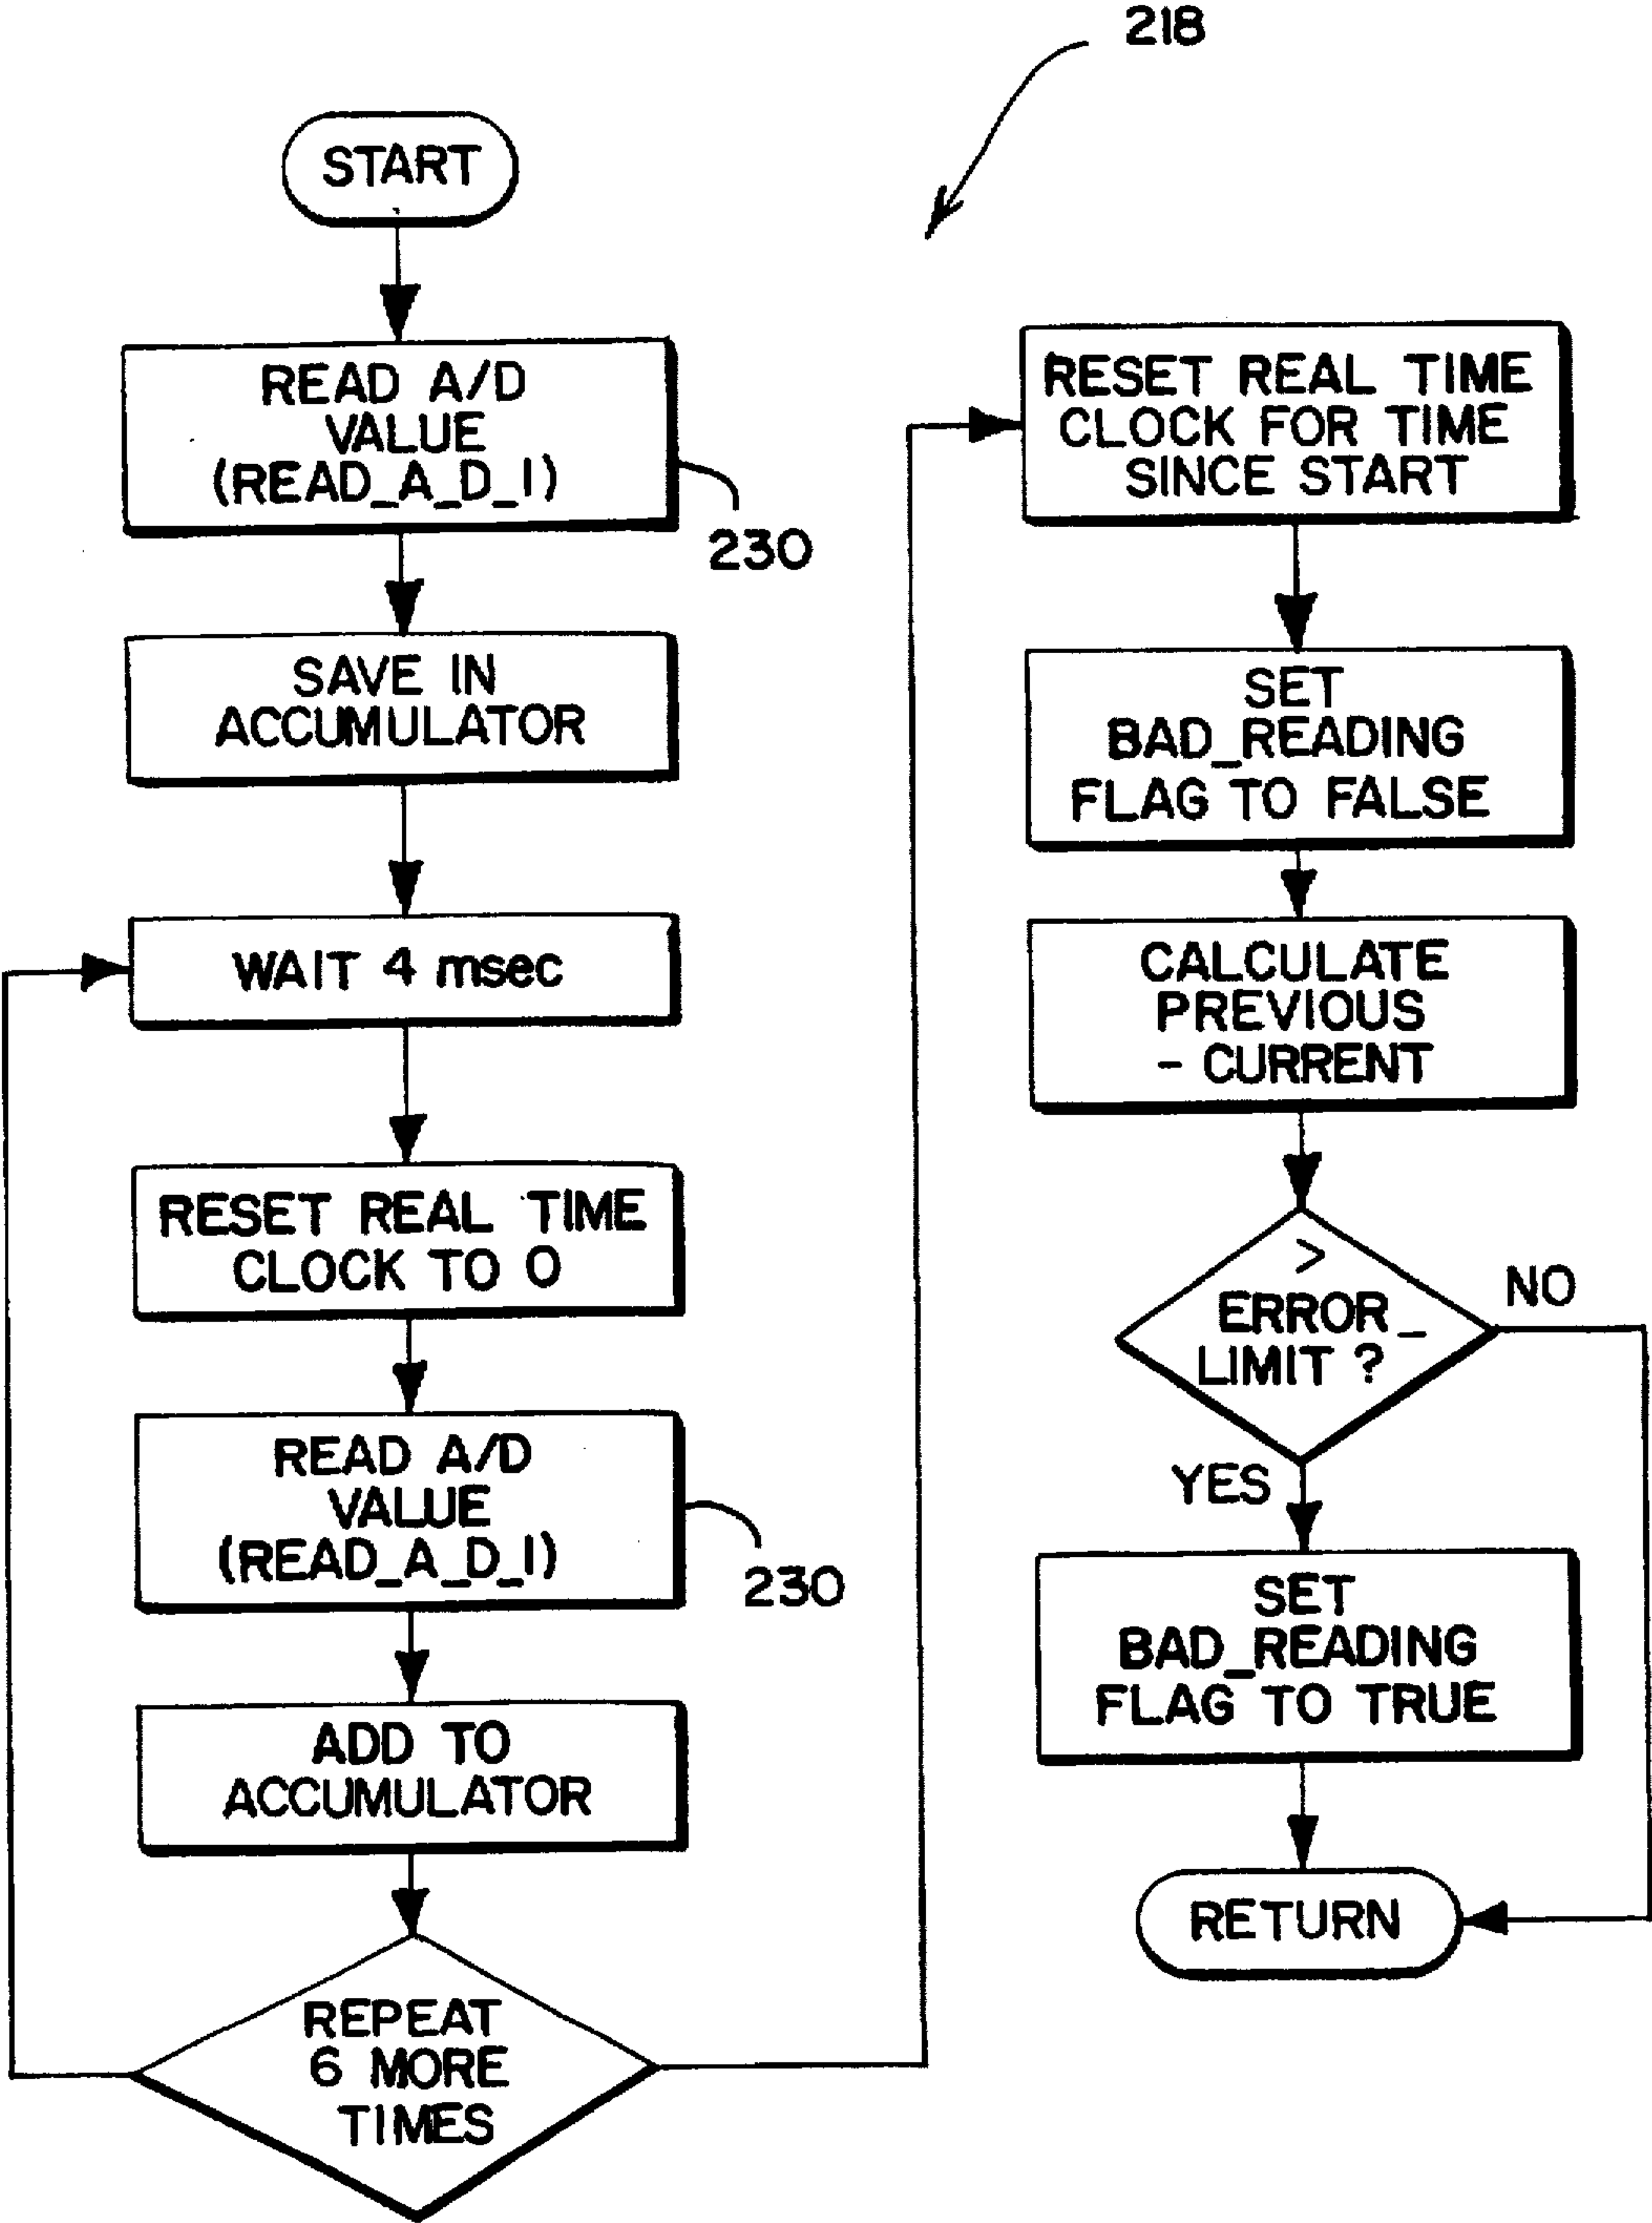 218
START
READ A/D
VALUE
(READ_A_D_1)
230
SAVE IN
ACCUMULATOR
WAIT 4 msec
RESET REAL TIME
CLOCK TO 0
READ A/D
VALUE
(READ_A_D_1)
230
ADD TO
ACCUMULATOR
REPEAT
6 MORE
TIMES
RESET REAL TIME
CLOCK FOR TIME
SINCE START
SET
BAD_READING
FLAG TO FALSE
CALCULATE
PREVIOUS
- CURRENT
>
ERROR_
LIMIT ?
NO
YES
SET
BAD_READING
FLAG TO TRUE
RETURN